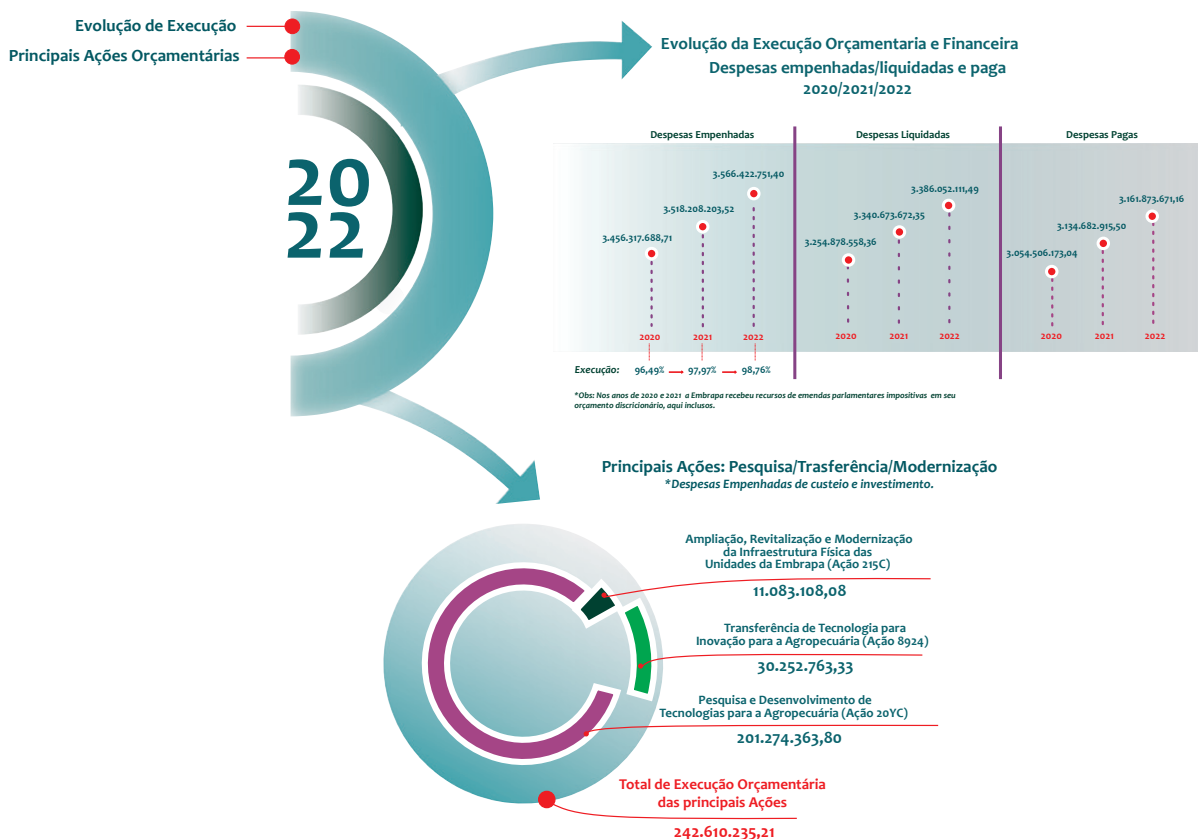 Evolução de Execução
Principais Ações Orçamentárias
20
22
Evolução da Execução Orçamentaria e Financeira
Despesas empenhadas/liquidadas e paga
2020/2021/2022
Despesas Empenhadas
3.456.317.688,71
3.518.208.203,52
3.566.422.751,40
2020
2021
2022
Execução: 96,49% 97,97% 98,76%
Despesas Liquidadas
3.254.878.558,36
3.340.673.672,35
3.386.052.111,49
2020
2021
2022
Despesas Pagas
3.054.506.173,04
3.134.682.915,50
3.161.873.671,16
2020
2021
2022
*Obs: Nos anos de 2020 e 2021 a Embrapa recebeu recursos de emendas parlamentares impositivas em seu
orçamento discricionário, aqui inclusos.
Principais Ações: Pesquisa/Trasferência/Modernização
*Despesas Empenhadas de custeio e investimento.
Ampliação, Revitalização e Modernização
da Infraestrutura Física das
Unidades da Embrapa (Ação 215C)
11.083.108,08
Transferência de Tecnologia para
Inovação para a Agropecuária (Ação 8924)
30.252.763,33
Pesquisa e Desenvolvimento de
Tecnologias para a Agropecuária (Ação 20YC)
201.274.363,80
Total de Execução Orçamentária
das principais Ações
242.610.235,21